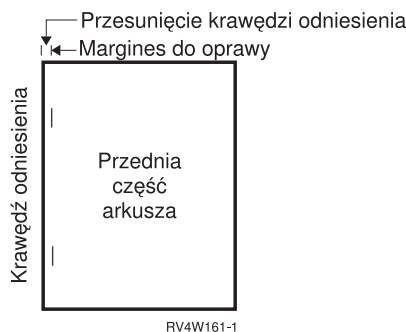 Przesunięcie krawędzi odniesienia
Margines do oprawy
Krawędź odniesienia
Przednia
część
arkusza
RV4W161-1